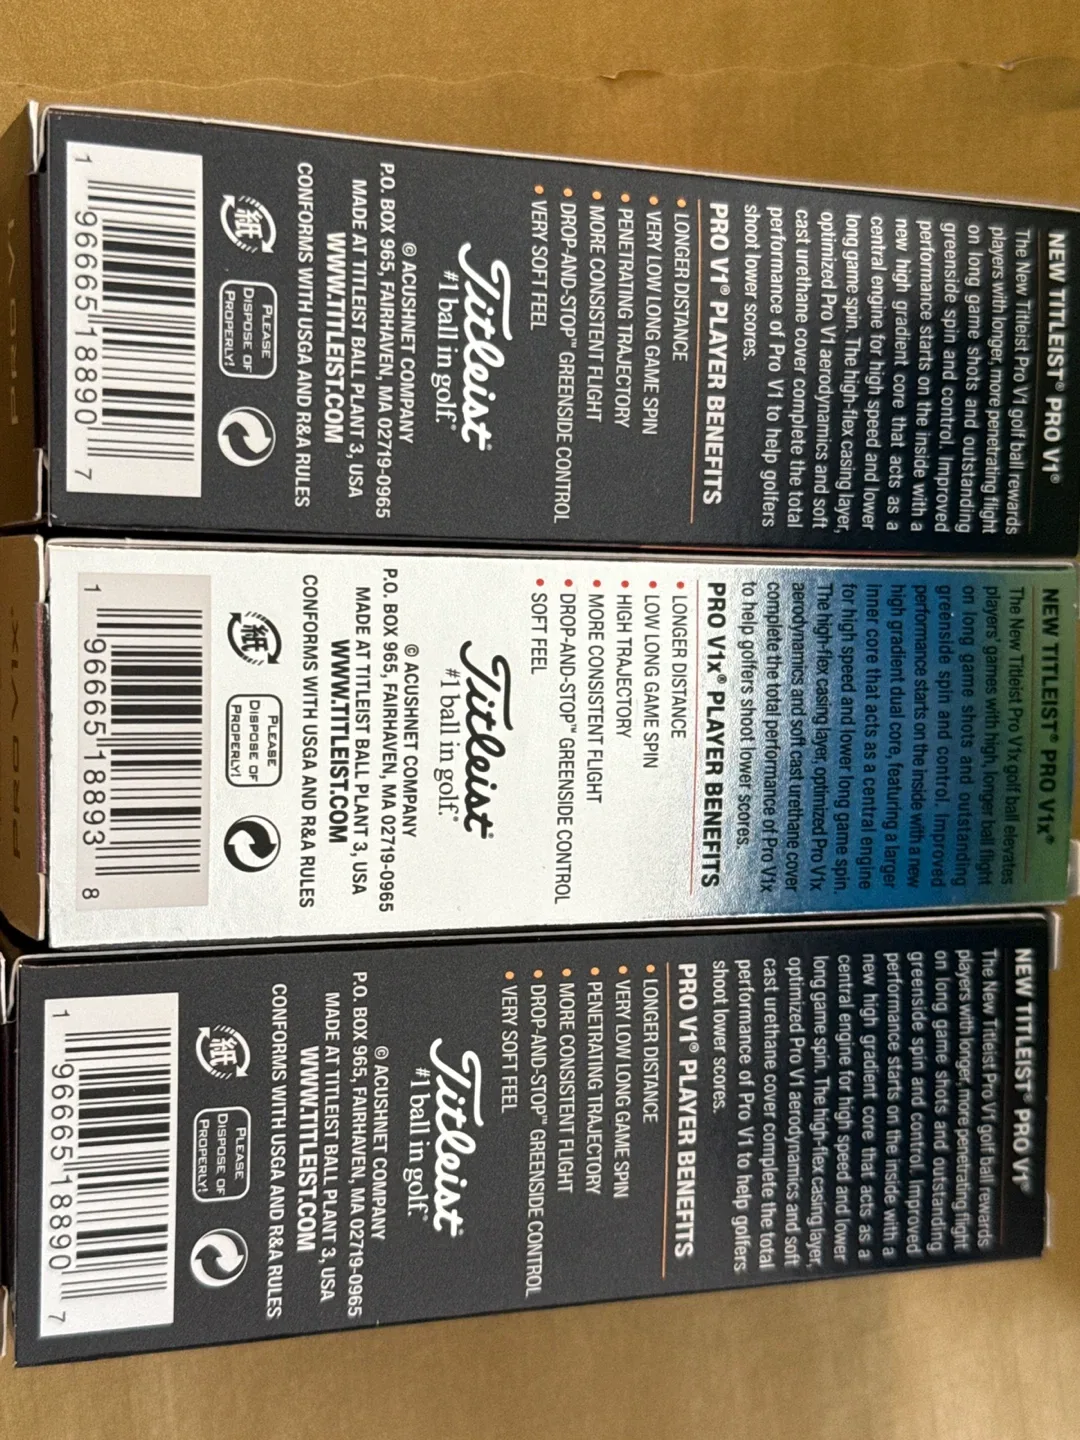 NEW TITLEIST® PRO V1®
The New Titleist Pro V1 golf ball rewards
players with longer, more penetrating flight
on long game shots and outstanding
greenside spin and control. Improved
performance starts on the inside with a
new high gradient core that acts as a
central engine for high speed and lower
long game spin. The high-flex casing layer,
optimized Pro V1 aerodynamics and soft
cast urethane cover complete the total
performance of Pro V1 to help golfers
shoot lower scores.
PRO V1® PLAYER BENEFITS
• LONGER DISTANCE
• VERY LOW LONG GAME SPIN
• PENETRATING TRAJECTORY
• MORE CONSISTENT FLIGHT
• DROP-AND-STOP™ GREENSIDE CONTROL
• VERY SOFT FEEL
Titleist®
#1 ball in golf.®
© ACUSHNET COMPANY
P.O. BOX 965, FAIRHAVEN, MA 02719-0965
MADE AT TITLEIST BALL PLANT 3, USA
WWW.TITLEIST.COM
CONFORMS WITH USGA AND R&A RULES
紙
PLEASE
DISPOSE OF
PROPERLY!
1 96665 18890 7
PRO V1
NEW TITLEIST® PRO V1x®
The New Titleist Pro V1x golf ball elevates
players' games with high, longer ball flight
on long game shots and outstanding
greenside spin and control. Improved
performance starts on the inside with a new
high gradient dual core, featuring a larger
inner core that acts as a central engine
for high speed and lower long game spin.
The high-flex casing layer, optimized Pro V1x
aerodynamics and soft cast urethane cover
complete the total performance of Pro V1x
to help golfers shoot lower scores.
PRO V1x® PLAYER BENEFITS
• LONGER DISTANCE
• LOW LONG GAME SPIN
• HIGH TRAJECTORY
• MORE CONSISTENT FLIGHT
• DROP-AND-STOP™ GREENSIDE CONTROL
• SOFT FEEL
Titleist®
#1 ball in golf.®
© ACUSHNET COMPANY
P.O. BOX 965, FAIRHAVEN, MA 02719-0965
MADE AT TITLEIST BALL PLANT 3, USA
WWW.TITLEIST.COM
CONFORMS WITH USGA AND R&A RULES
紙
PLEASE
DISPOSE OF
PROPERLY!
1 96665 18893 8
PRO V1X
NEW TITLEIST® PRO V1®
The New Titleist Pro V1 golf ball rewards
players with longer, more penetrating flight
on long game shots and outstanding
greenside spin and control. Improved
performance starts on the inside with a
new high gradient core that acts as a
central engine for high speed and lower
long game spin. The high-flex casing layer,
optimized Pro V1 aerodynamics and soft
cast urethane cover complete the total
performance of Pro V1 to help golfers
shoot lower scores.
PRO V1® PLAYER BENEFITS
• LONGER DISTANCE
• VERY LOW LONG GAME SPIN
• PENETRATING TRAJECTORY
• MORE CONSISTENT FLIGHT
• DROP-AND-STOP™ GREENSIDE CONTROL
• VERY SOFT FEEL
Titleist®
#1 ball in golf.®
© ACUSHNET COMPANY
P.O. BOX 965, FAIRHAVEN, MA 02719-0965
MADE AT TITLEIST BALL PLANT 3, USA
WWW.TITLEIST.COM
CONFORMS WITH USGA AND R&A RULES
紙
PLEASE
DISPOSE OF
PROPERLY!
1 96665 18890 7